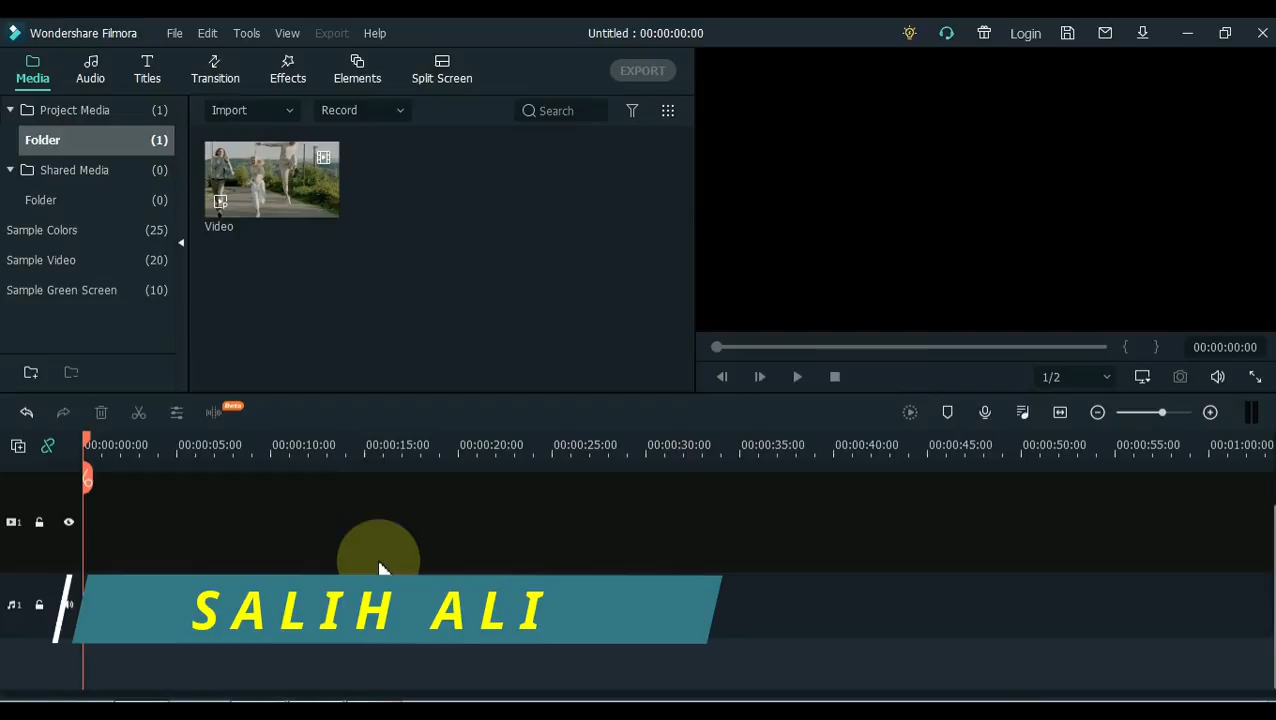 Wondershare Filmora File Edit Tools View Export Help Untitled : 00:00:00:00 Login
Media Audio Titles Transition Effects Elements Split Screen EXPORT
Project Media (1) Import Record Search
Folder (1)
Shared Media (0)
Folder (0)
Video
Sample Colors (25)
Sample Video (20)
Sample Green Screen (10)
{ } 00:00:00:00
1/2
Beta
00:00:00:00 00:00:05:00 00:00:10:00 00:00:15:00 00:00:20:00 00:00:25:00 00:00:30:00 00:00:35:00 00:00:40:00 00:00:45:00 00:00:50:00 00:00:55:00 00:01:00:00
1
1
SALIH ALI